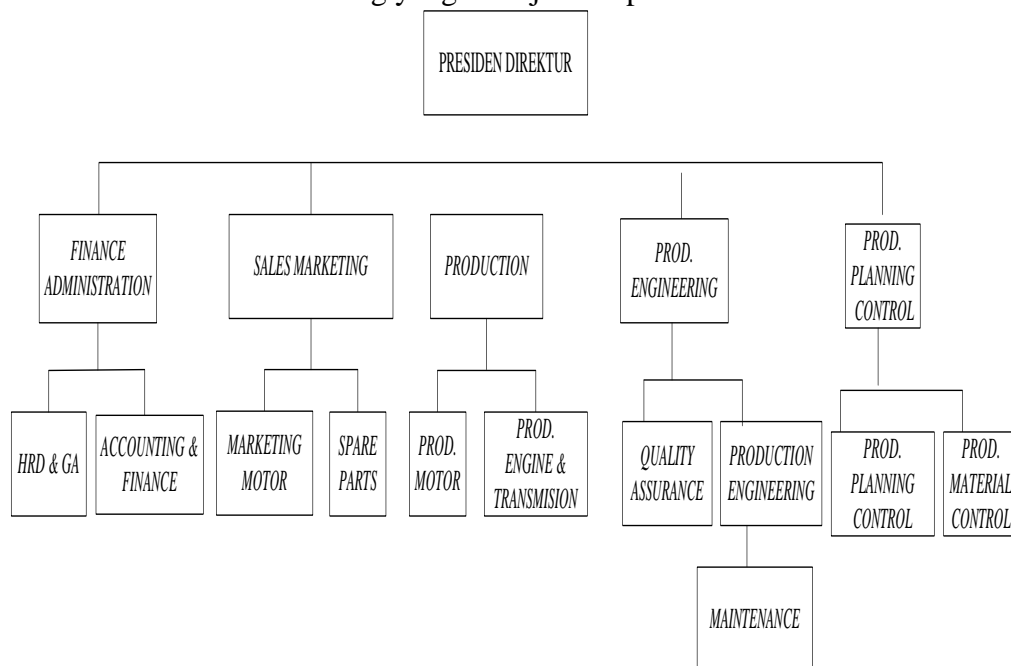 PRESIDEN DIREKTUR
FINANCE
ADMINISTRATION
SALES MARKETING
PRODUCTION
PROD.
ENGINEERING
PROD.
PLANNING
CONTROL
HRD & GA
ACCOUNTING &
FINANCE
MARKETING
MOTOR
SPARE
PARTS
PROD.
MOTOR
PROD.
ENGINE &
TRANSMISION
QUALITY
ASSURANCE
PRODUCTION
ENGINEERING
PROD.
PLANNING
CONTROL
PROD.
MATERIAL
CONTROL
MAINTENANCE